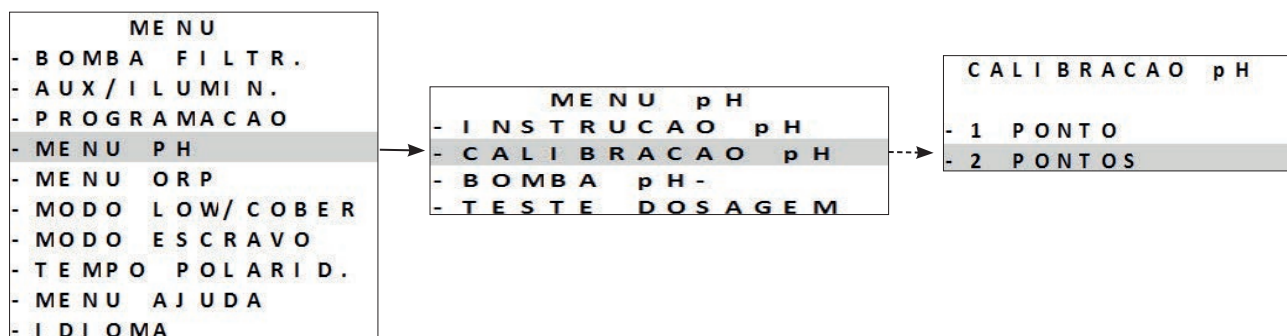 MENU
- BOMBA FILTR.
- AUX/ILUMIN.
- PROGRAMACAO
- MENU PH
- MENU ORP
- MODO LOW/COBER
- MODO ESCRAVO
- TEMPO POLARID.
- MENU AJUDA
- IDIOMA
MENU pH
- INSTRUCAO pH
- CALIBRACAO pH
- BOMBA pH-
- TESTE DOSAGEM
CALIBRACAO pH
- 1 PONTO
- 2 PONTOS